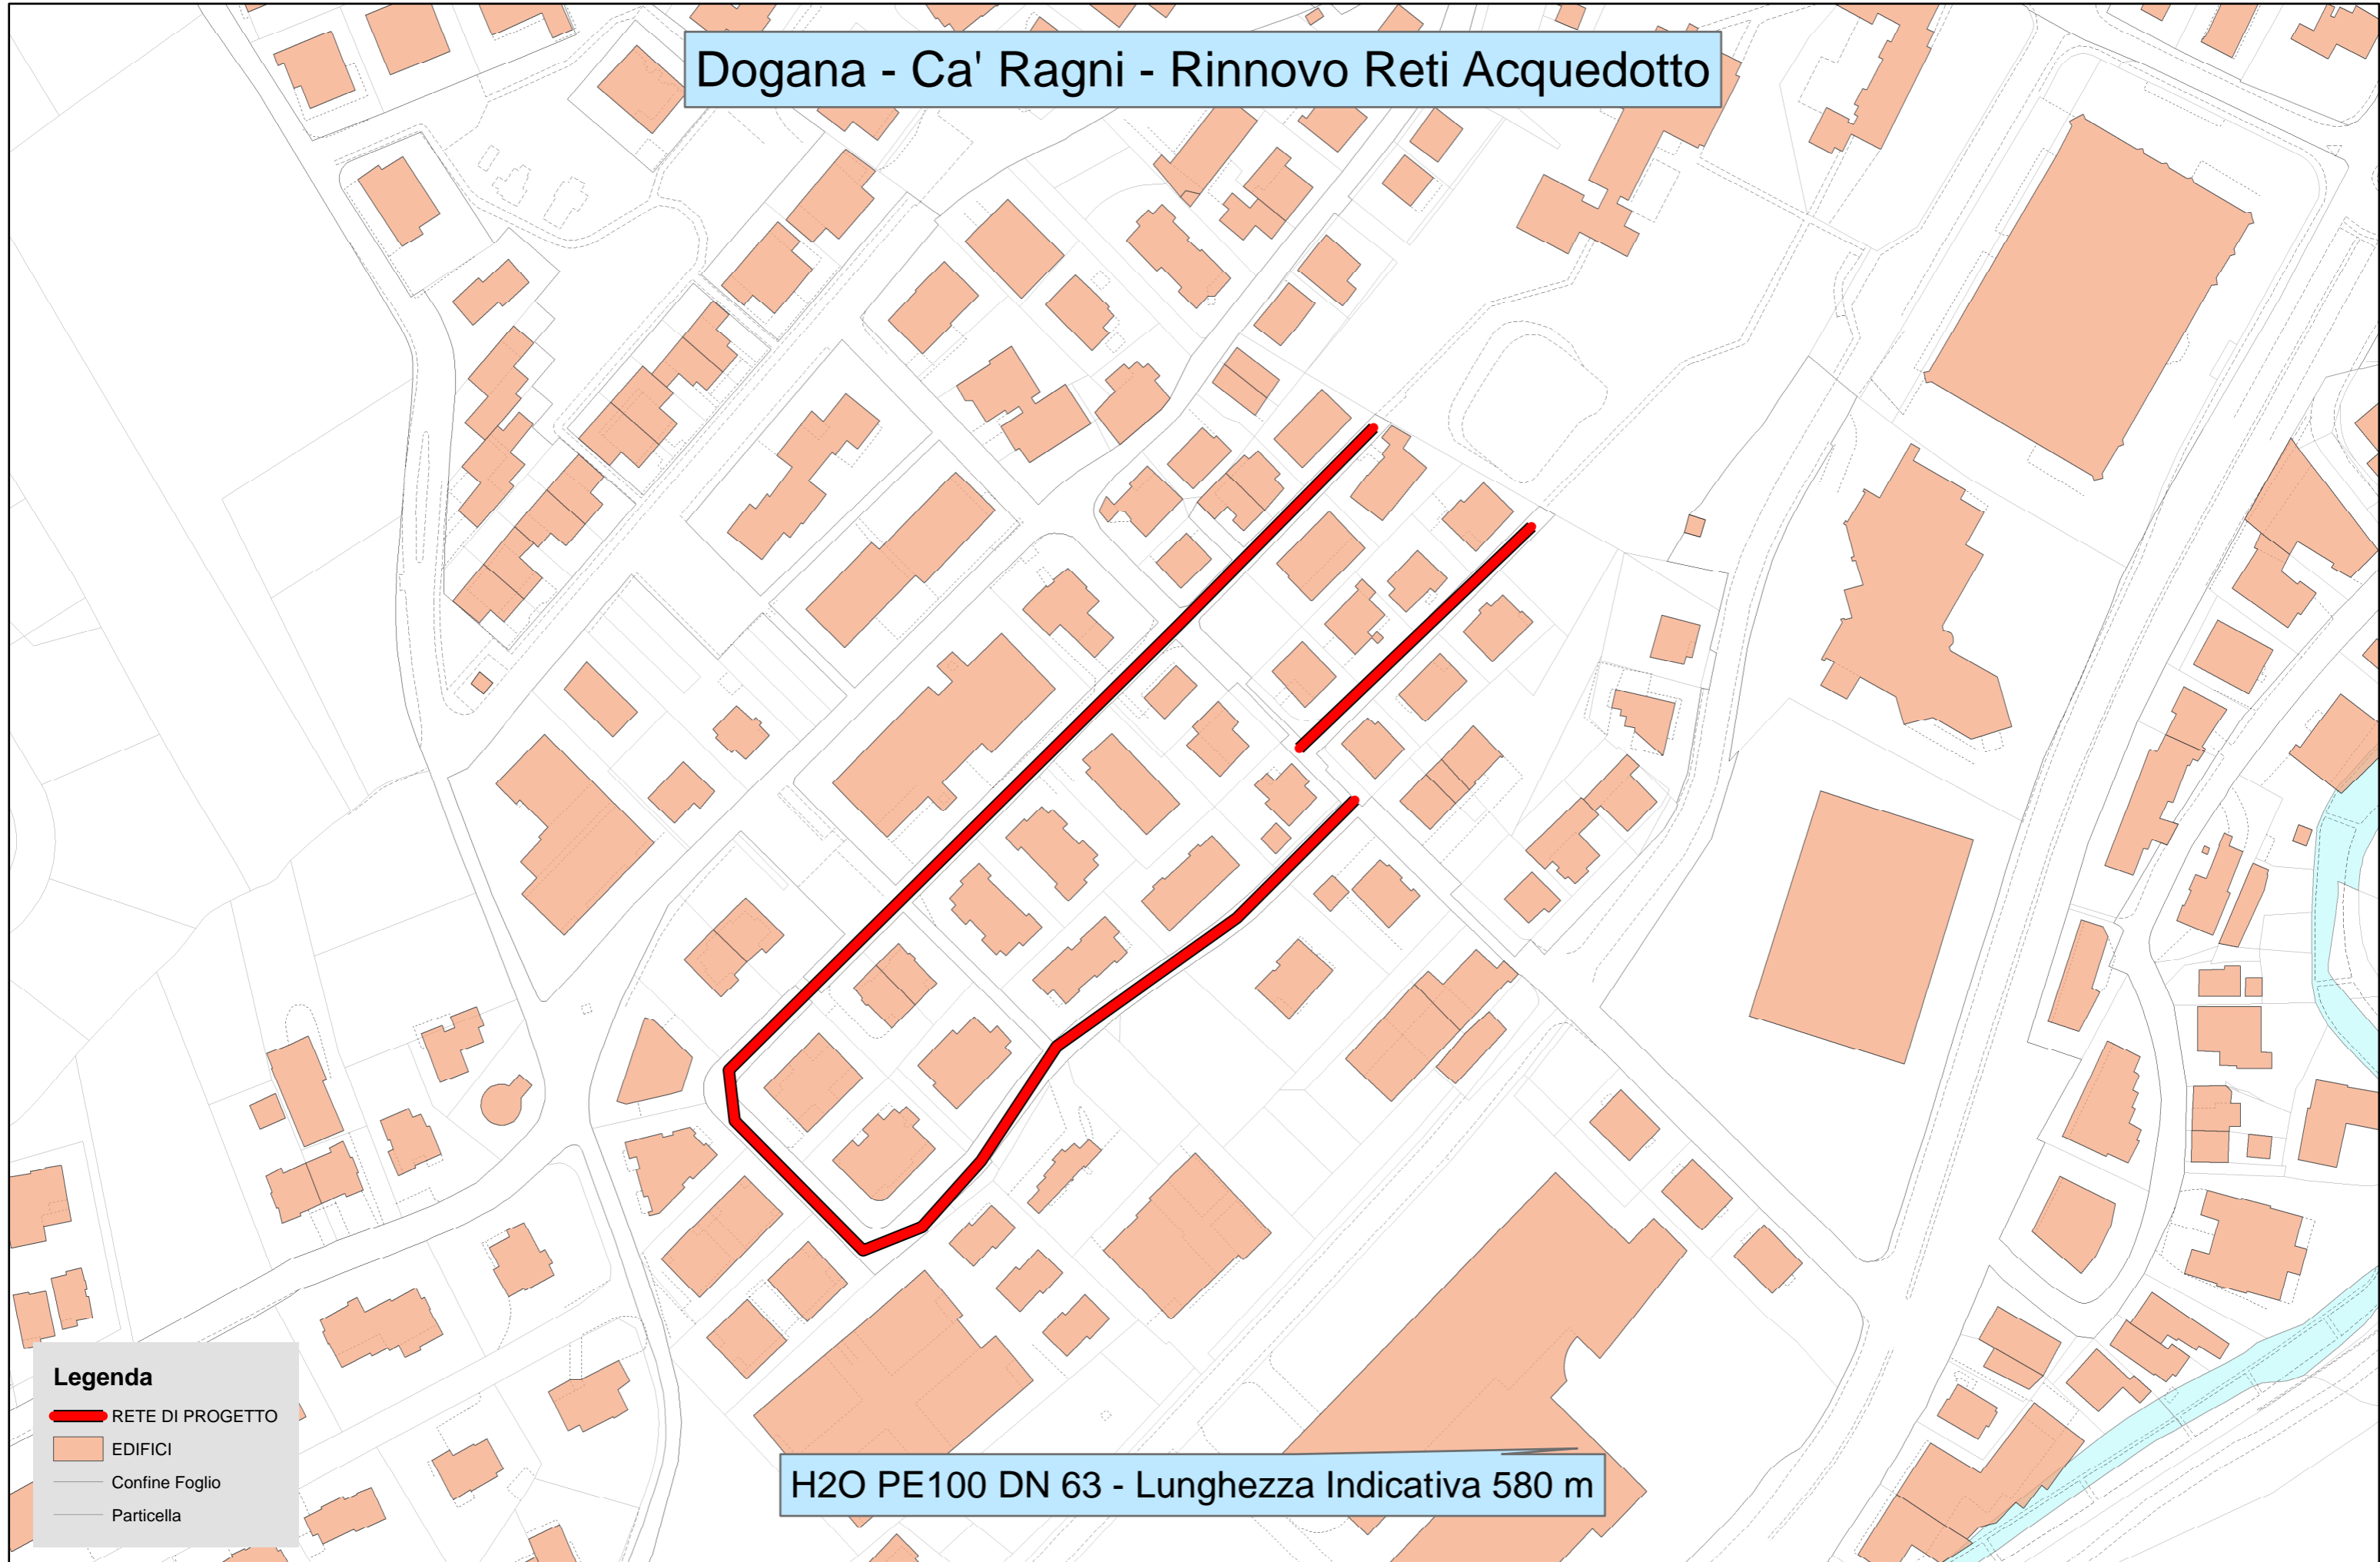 Dogana - Ca' Ragni - Rinnovo Reti Acquedotto
Legenda
RETE DI PROGETTO
EDIFICI
Confine Foglio
Particella
H2O PE100 DN 63 - Lunghezza Indicativa 580 m